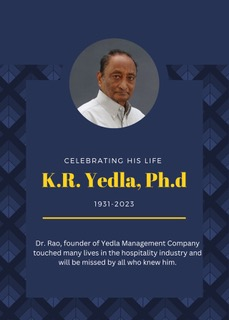 CELEBRATING HIS LIFE
K.R. Yedla, Ph.d
1931-2023
Dr. Rao, founder of Yedla Management Company
touched many lives in the hospitality industry and
will be missed by all who knew him.